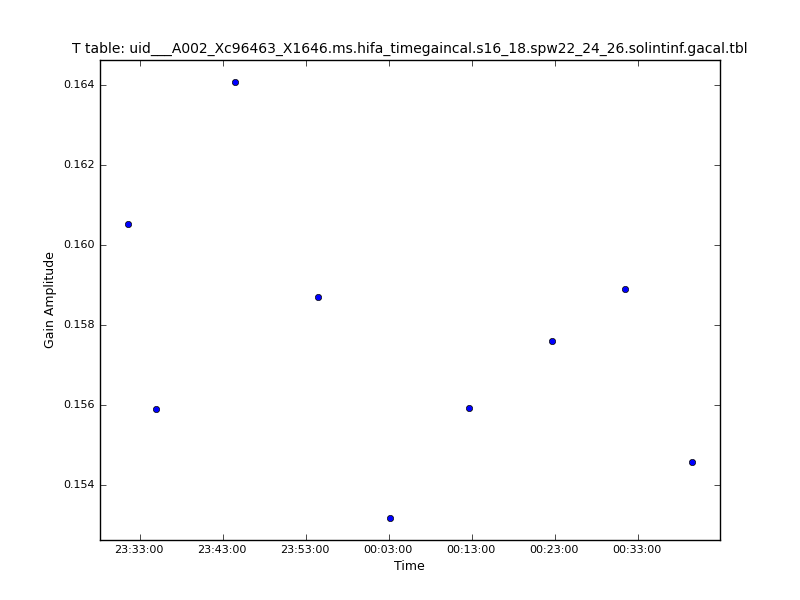 T table: uid___A002_Xc96463_X1646.ms.hifa_timegaincal.s16_18.spw22_24_26.solintinf.gacal.tbl
0.164
0.162
0.160
0.158
0.156
0.154
Gain Amplitude
23:33:00 23:43:00 23:53:00 00:03:00 00:13:00 00:23:00 00:33:00
Time